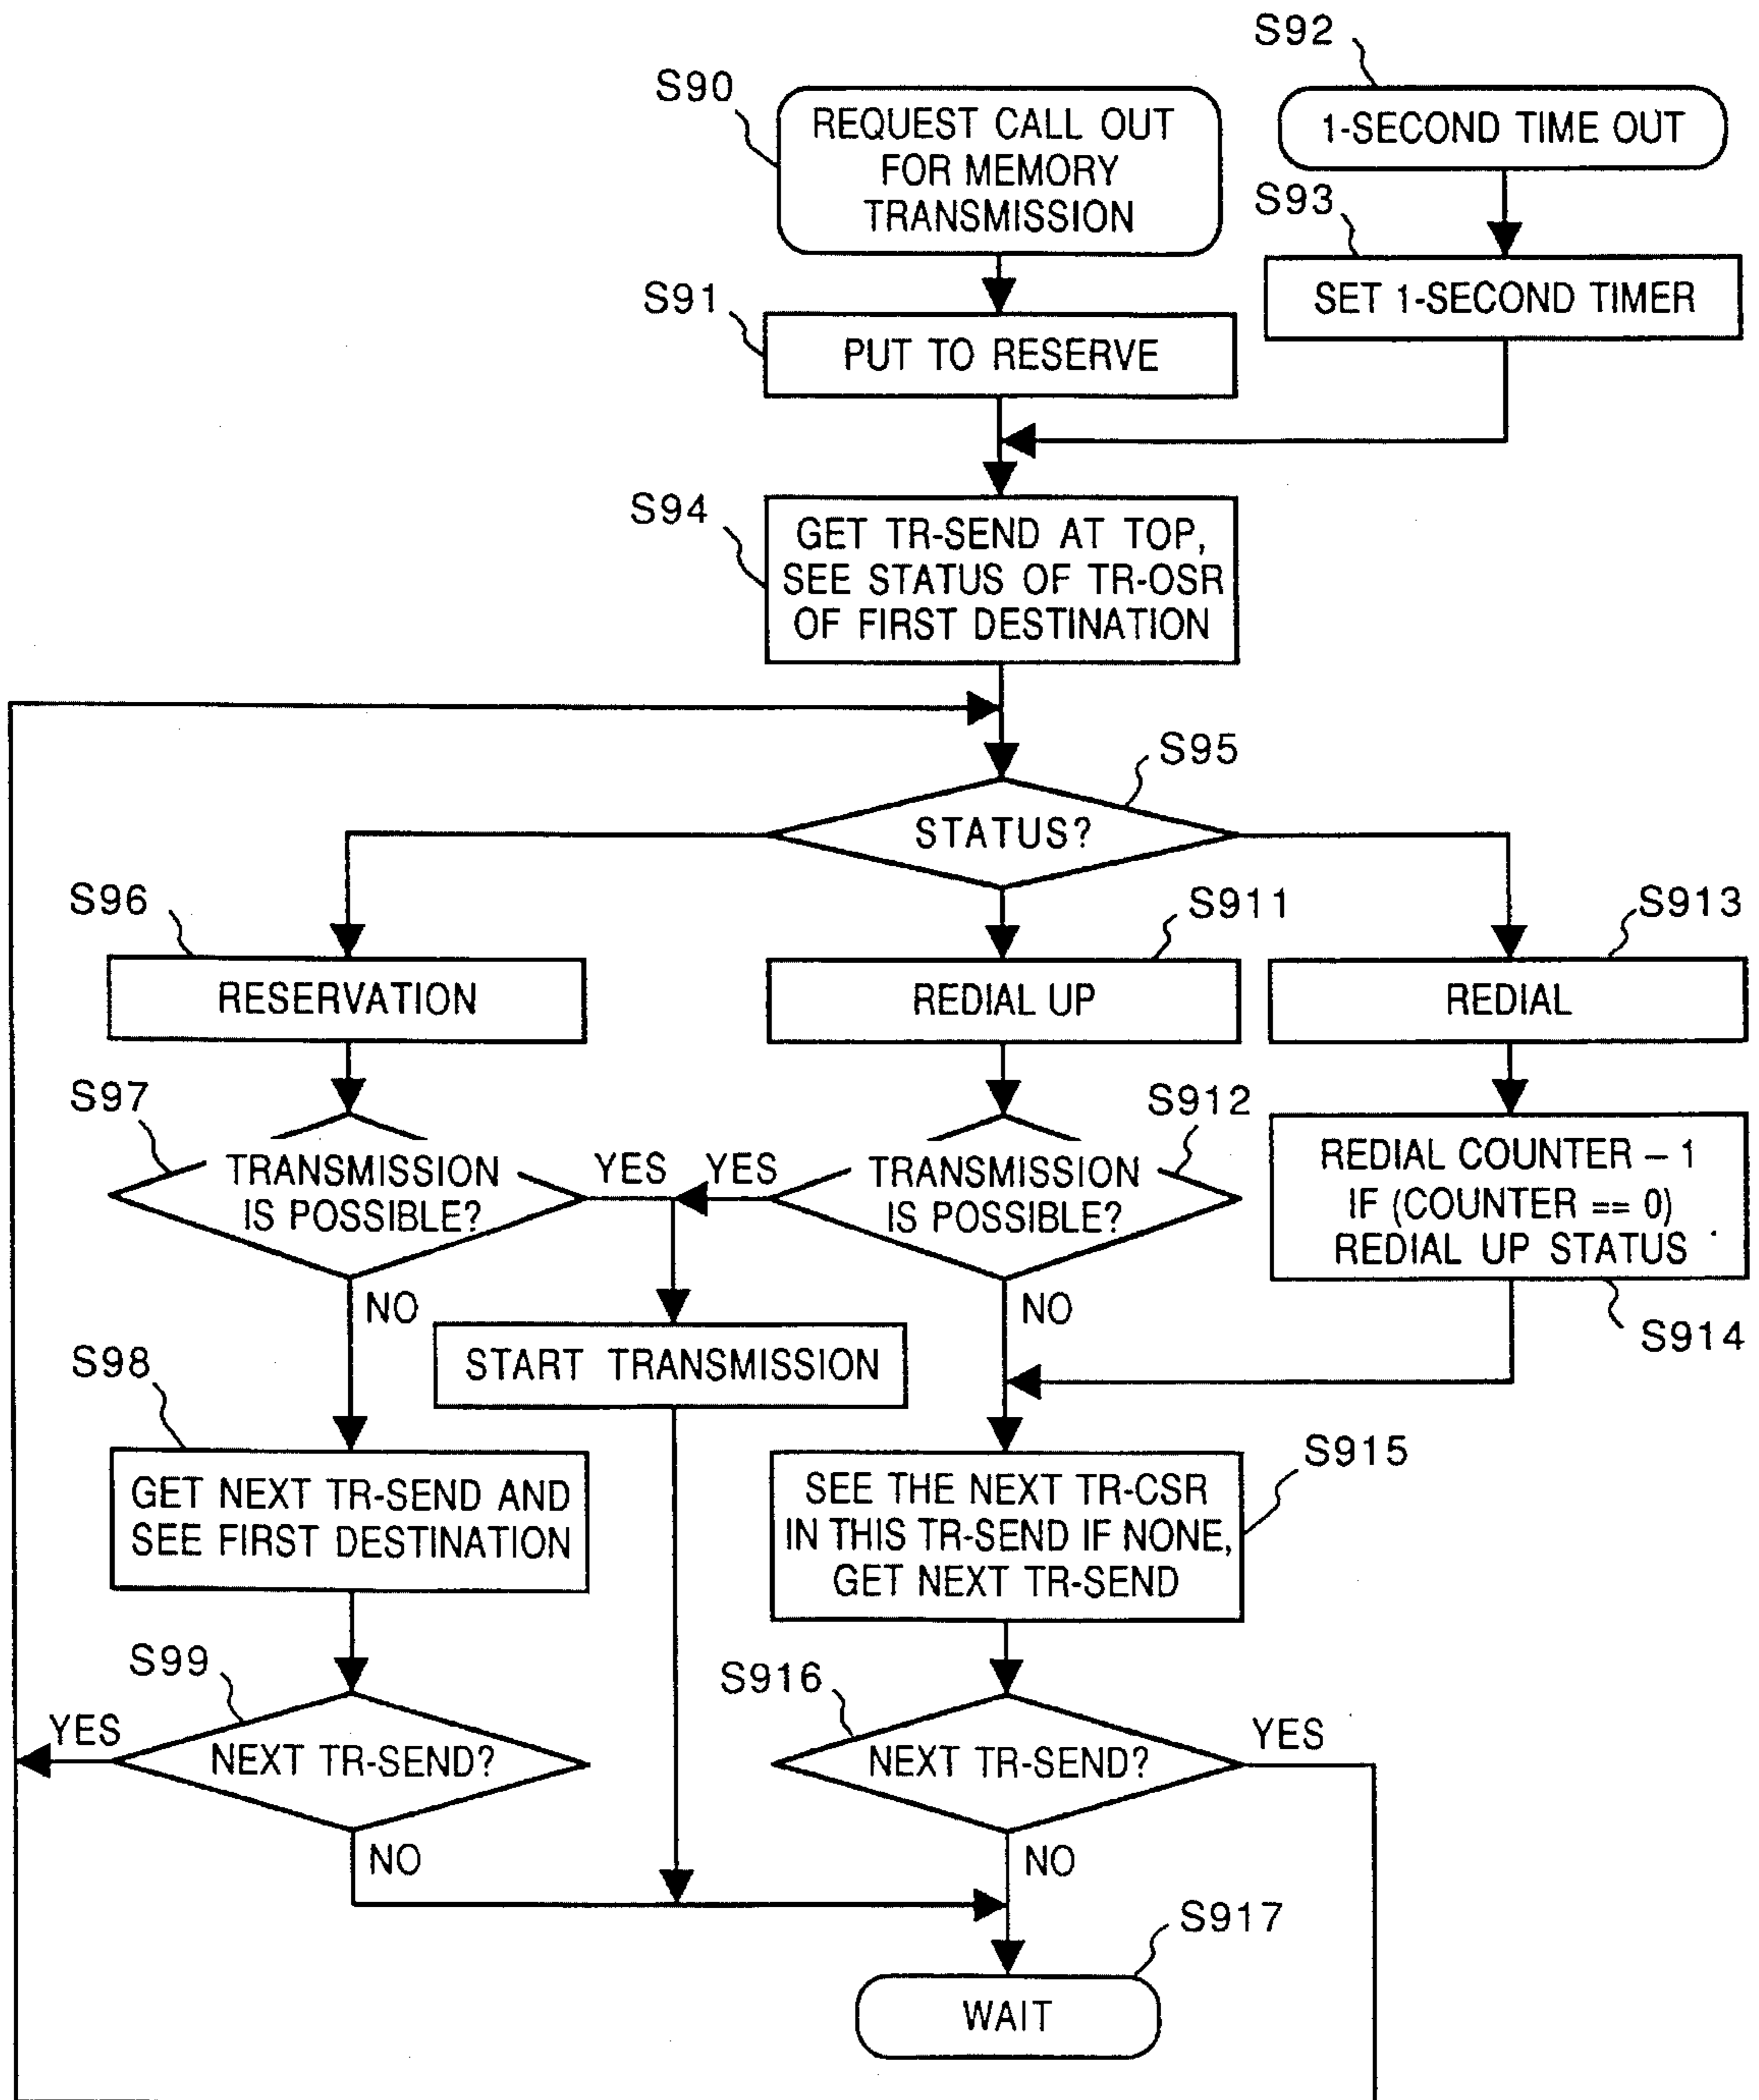 S92
S90
REQUEST CALL OUT
FOR MEMORY
TRANSMISSION
1-SECOND TIME OUT
S93
SET 1-SECOND TIMER
S91
PUT TO RESERVE
S94
GET TR-SEND AT TOP,
SEE STATUS OF TR-OSR
OF FIRST DESTINATION
S95
STATUS?
S96
RESERVATION
S911
REDIAL UP
S913
REDIAL
S97
TRANSMISSION
IS POSSIBLE?
YES
YES
S912
TRANSMISSION
IS POSSIBLE?
REDIAL COUNTER – 1
IF (COUNTER == 0)
REDIAL UP STATUS
S914
NO
NO
START TRANSMISSION
S98
GET NEXT TR-SEND AND
SEE FIRST DESTINATION
S915
SEE THE NEXT TR-CSR
IN THIS TR-SEND IF NONE,
GET NEXT TR-SEND
S99
YES
NEXT TR-SEND?
NO
S916
NEXT TR-SEND?
YES
NO
S917
WAIT